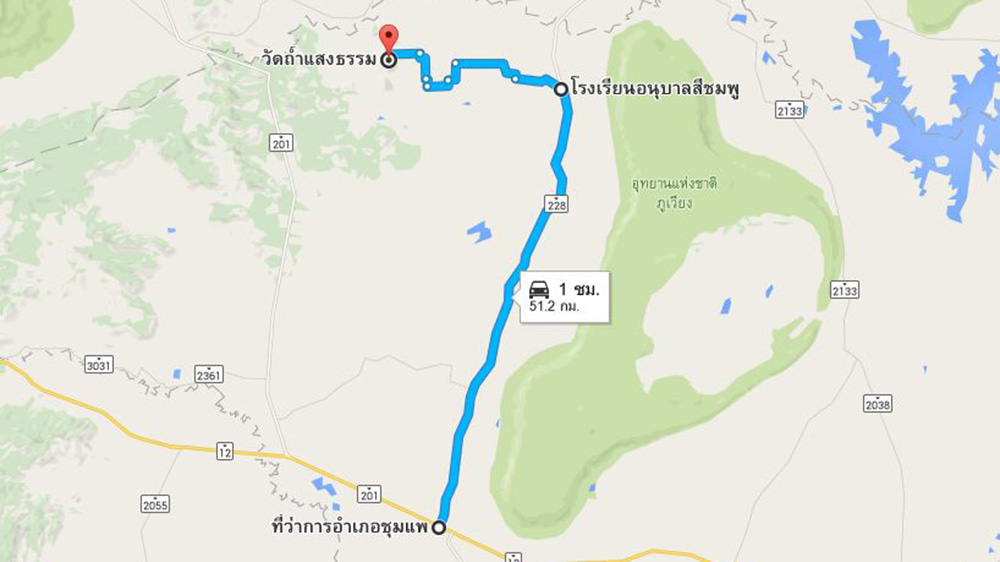 วัดถ้ำแสงธรรม
โรงเรียนอนุบาลสีชมพู
2133
201
อุทยานแห่งชาติ
ภูเวียง
228
1 ชม.
51.2 กม.
2133
3031
2361
2038
12
201
2055
ที่ว่าการอำเภอชุมแพ
12